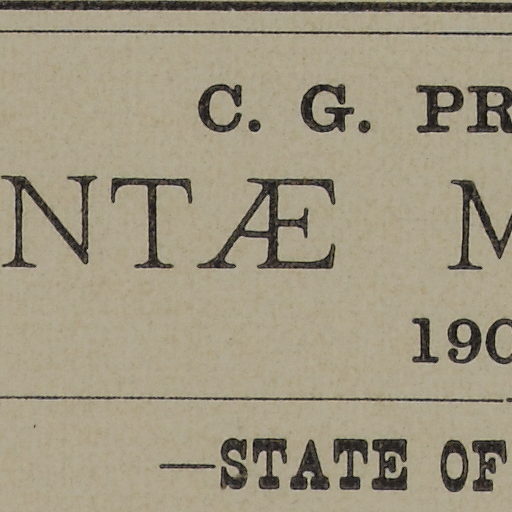 C. G. PR
NTÆ M
190
—STATE OF